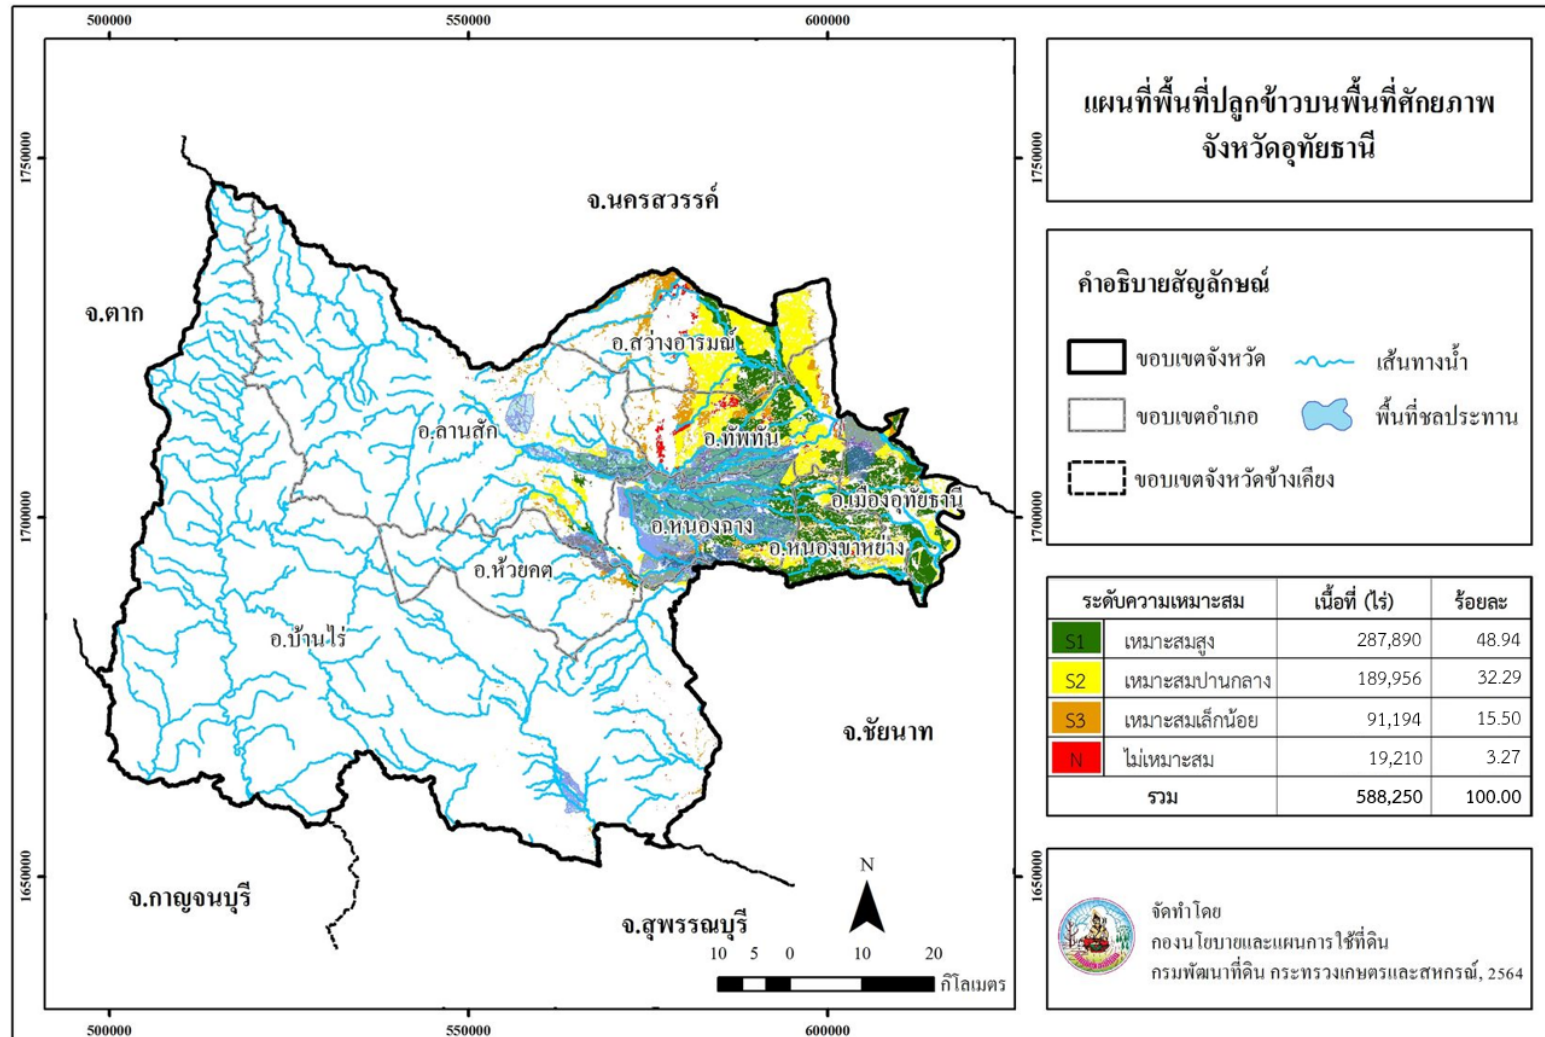 500000
550000
600000
1750000
1700000
1650000
จ.นครสวรรค์
จ.ตาก
อ.สว่างอารมณ์
อ.ลานสัก
อ.ทัพทัน
อ.เมืองอุทัยธานี
อ.หนองฉาง
อ.หนองขาหย่าง
อ.ห้วยคต
อ.บ้านไร่
จ.ชัยนาท
จ.กาญจนบุรี
จ.สุพรรณบุรี
N
10 5 0 10 20
กิโลเมตร
1750000
1700000
1650000
500000
550000
600000
แผนที่พื้นที่ปลูกข้าวบนพื้นที่ศักยภาพ
จังหวัดอุทัยธานี
คำอธิบายสัญลักษณ์
ขอบเขตจังหวัด เส้นทางน้ำ
ขอบเขตอำเภอ พื้นที่ชลประทาน
ขอบเขตจังหวัดข้างเคียง
ระดับความเหมาะสม เนื้อที่ (ไร่) ร้อยละ
S1 เหมาะสมสูง 287,890 48.94
S2 เหมาะสมปานกลาง 189,956 32.29
S3 เหมาะสมเล็กน้อย 91,194 15.50
N ไม่เหมาะสม 19,210 3.27
รวม 588,250 100.00
จัดทำโดย
กองนโยบายและแผนการใช้ที่ดิน
กรมพัฒนาที่ดิน กระทรวงเกษตรและสหกรณ์, 2564